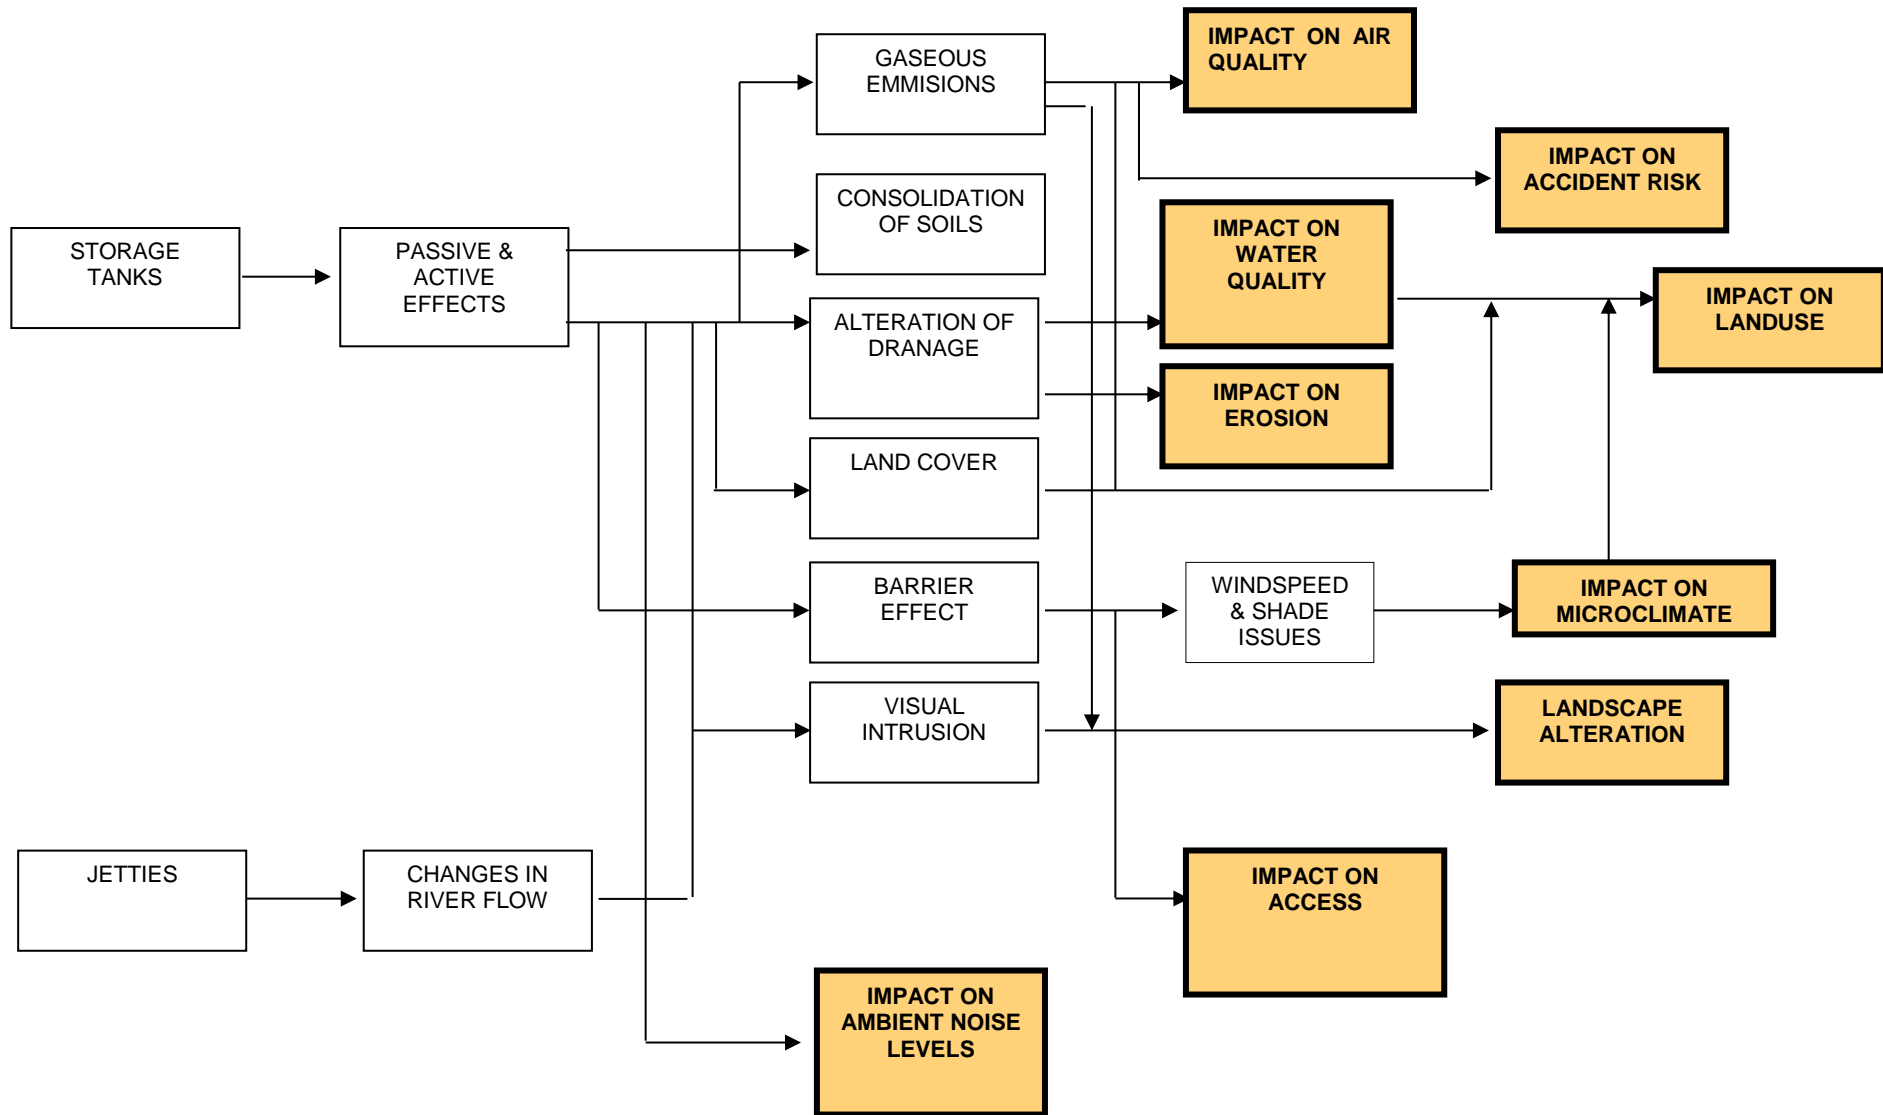 GASEOUS
EMMISIONS
IMPACT ON AIR
QUALITY
IMPACT ON
ACCIDENT RISK
CONSOLIDATION
OF SOILS
STORAGE
TANKS
PASSIVE &
ACTIVE
EFFECTS
IMPACT ON
WATER
QUALITY
IMPACT ON
LANDUSE
ALTERATION OF
DRANAGE
IMPACT ON
EROSION
LAND COVER
BARRIER
EFFECT
WINDSPEED
& SHADE
ISSUES
IMPACT ON
MICROCLIMATE
VISUAL
INTRUSION
LANDSCAPE
ALTERATION
JETTIES
CHANGES IN
RIVER FLOW
IMPACT ON
ACCESS
IMPACT ON
AMBIENT NOISE
LEVELS